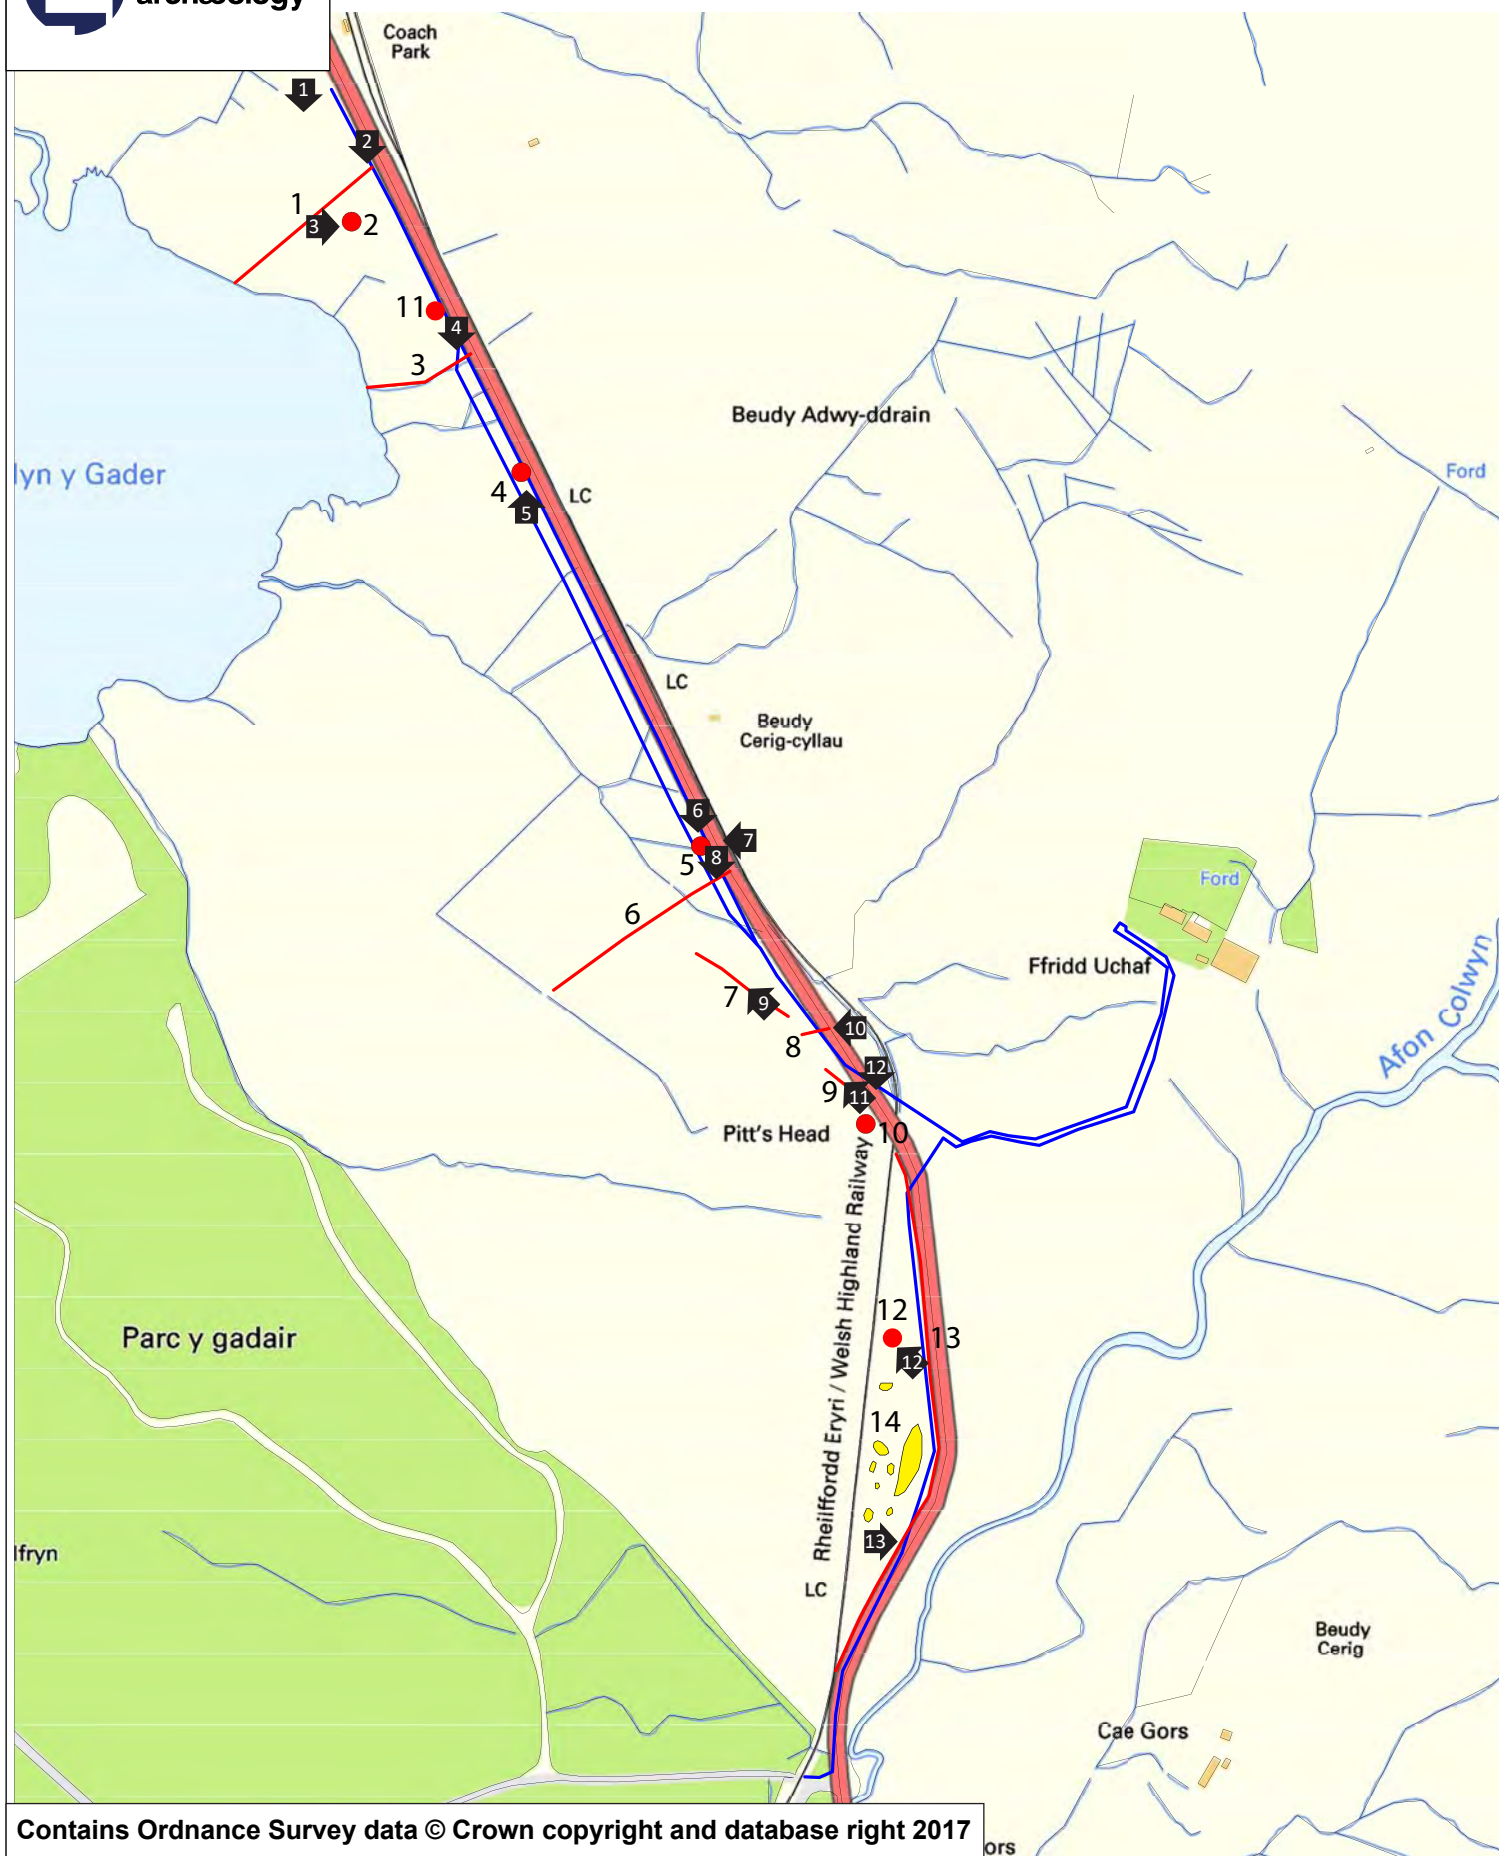 archaeology
Coach
Park
1
2
1
3
2
11
4
3
Beudy Adwy-ddrain
lyn y Gader
Ford
4
5
LC
LC
Beudy
Cerig-cyllau
6
7
5
8
Ford
6
Ffridd Uchaf
Afon Colwyn
7
9
10
8
12
9
11
Pitt's Head
10
Rheilffordd Eryri / Welsh Highland Railway
12
13
12
Parc y gadair
14
13
lfryn
LC
Beudy
Cerig
Cae Gors
Contains Ordnance Survey data © Crown copyright and database right 2017
ors